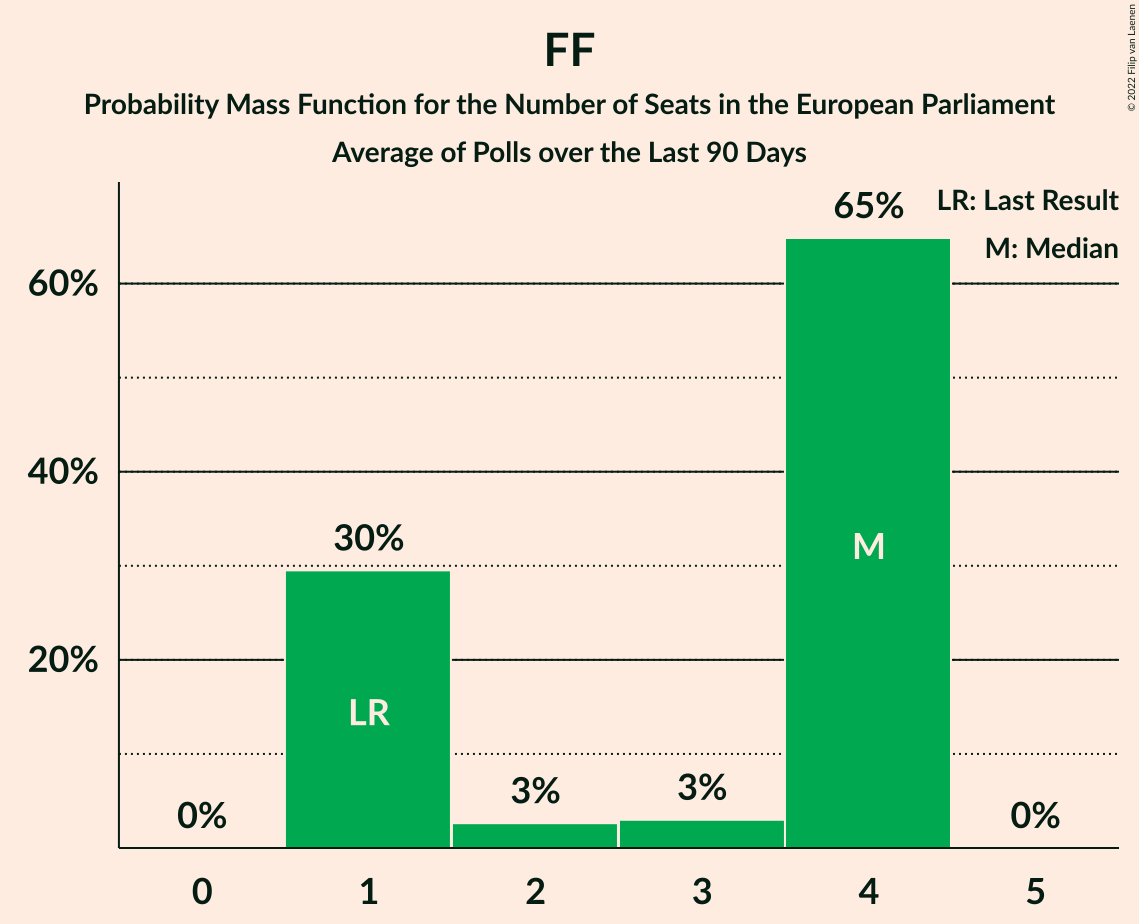 FF
Probability Mass Function for the Number of Seats in the European Parliament
Average of Polls over the Last 90 Days
© 2022 Filip van Laenen
LR: Last Result
M: Median
65%
60%
40%
30%
20%
M
LR
0%
3%
3%
0%
0 1 2 3 4 5